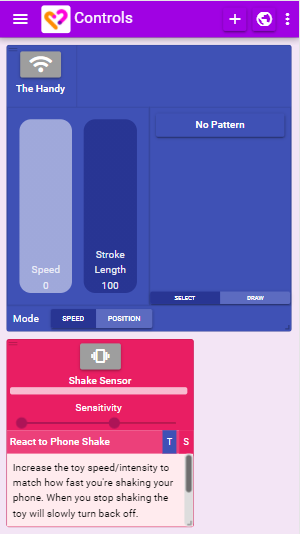 Controls
The Handy
No Pattern
Speed
0
Stroke
Length
100
SELECT
DRAW
Mode
SPEED
POSITION
Shake Sensor
Sensitivity
React to Phone Shake
T
S
Increase the toy speed/intensity to
match how fast you're shaking your
phone. When you stop shaking the
toy will slowly turn back off.